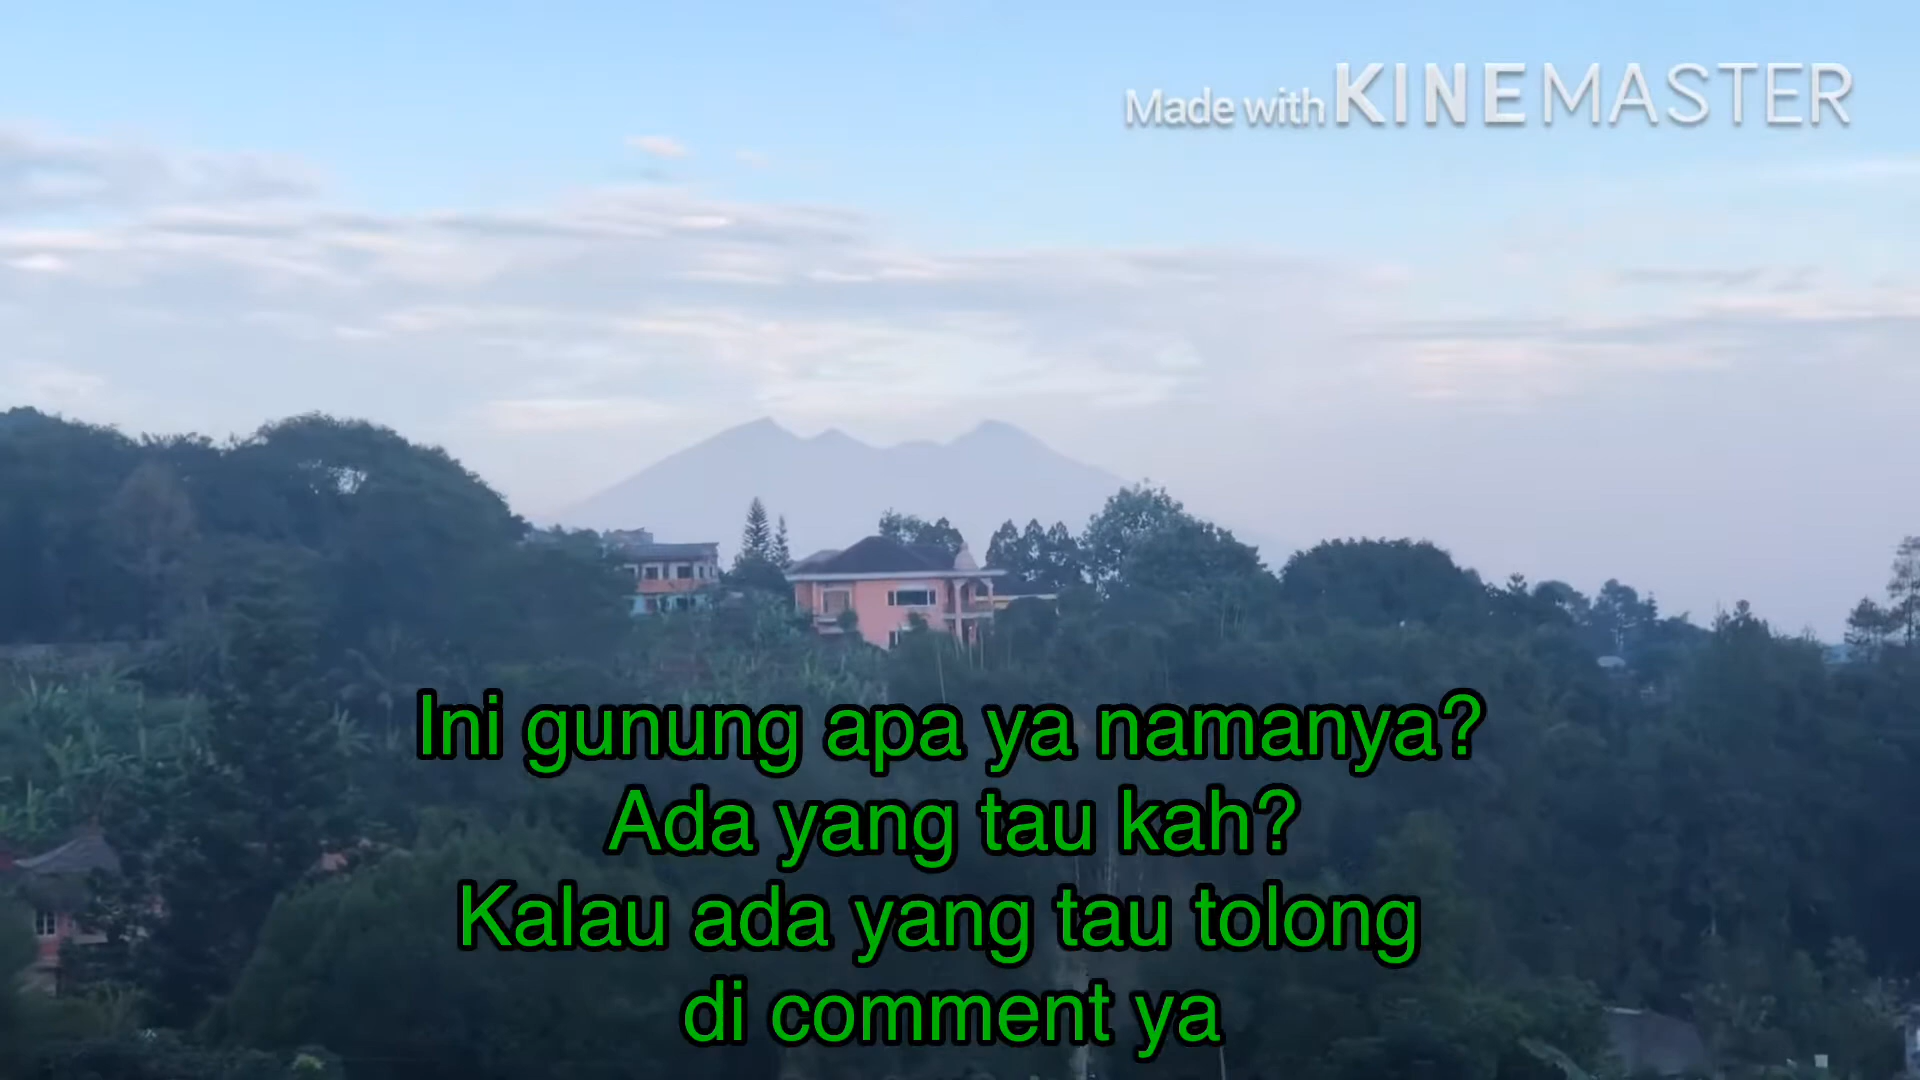 Made with KINEMASTER
Ini gunung apa ya namanya?
Ada yang tau kah?
Kalau ada yang tau tolong
di comment ya